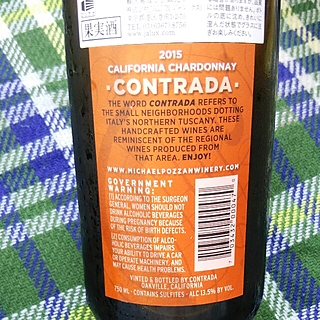 果実酒
www.jalux.com
2015
CALIFORNIA CHARDONNAY
·CONTRADA·
THE WORD CONTRADA REFERS TO
THE SMALL NEIGHBORHOODS DOTTING
ITALY'S NORTHERN TUSCANY. THESE
HANDCRAFTED WINES ARE
REMINISCENT OF THE REGIONAL
WINES PRODUCED FROM
THAT AREA. ENJOY!
WWW.MICHAELPOZZANWINERY.COM
GOVERNMENT
WARNING:
(1) ACCORDING TO THE SURGEON
GENERAL, WOMEN SHOULD NOT
DRINK ALCOHOLIC BEVERAGES
DURING PREGNANCY BECAUSE
OF THE RISK OF BIRTH DEFECTS.
(2) CONSUMPTION OF ALCO-
HOLIC BEVERAGES IMPAIRS
YOUR ABILITY TO DRIVE A CAR
OR OPERATE MACHINERY, AND
MAY CAUSE HEALTH PROBLEMS.
VINTED & BOTTLED BY CONTRADA
OAKVILLE, CALIFORNIA
750 ML · CONTAINS SULFITES · ALC 13.5% BY VOL.